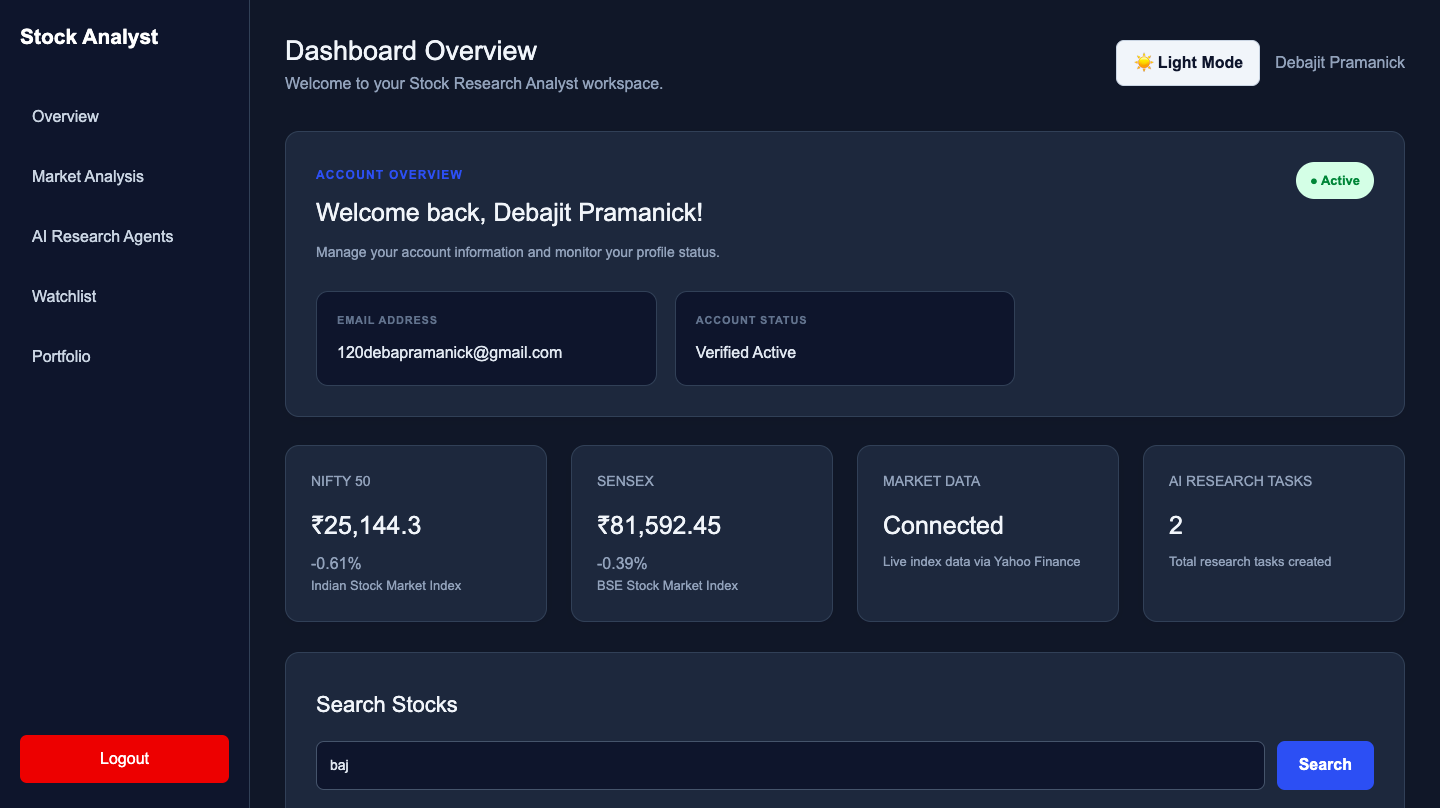 Stock Analyst
Overview
Market Analysis
AI Research Agents
Watchlist
Portfolio
Logout
Dashboard Overview
Welcome to your Stock Research Analyst workspace.
☀️ Light Mode
Debajit Pramanick
ACCOUNT OVERVIEW
Welcome back, Debajit Pramanick!
Manage your account information and monitor your profile status.
● Active
EMAIL ADDRESS
120debapramanick@gmail.com
ACCOUNT STATUS
Verified Active
NIFTY 50
₹25,144.3
-0.61%
Indian Stock Market Index
SENSEX
₹81,592.45
-0.39%
BSE Stock Market Index
MARKET DATA
Connected
Live index data via Yahoo Finance
AI RESEARCH TASKS
2
Total research tasks created
Search Stocks
baj
Search